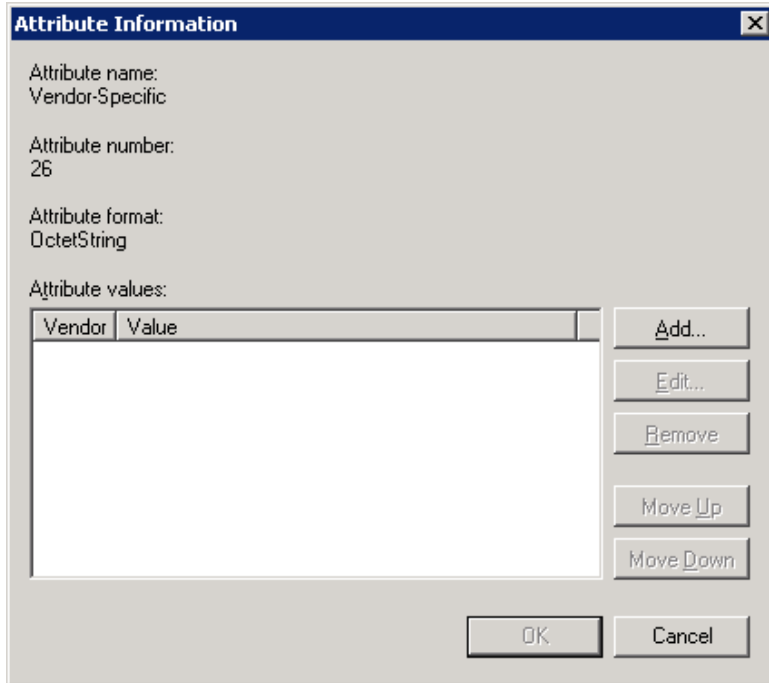 Attribute Information
Attribute name:
Vendor-Specific
Attribute number:
26
Attribute format:
OctetString
Attribute values:
Vendor Value
Add...
Edit...
Remove
Move Up
Move Down
OK Cancel